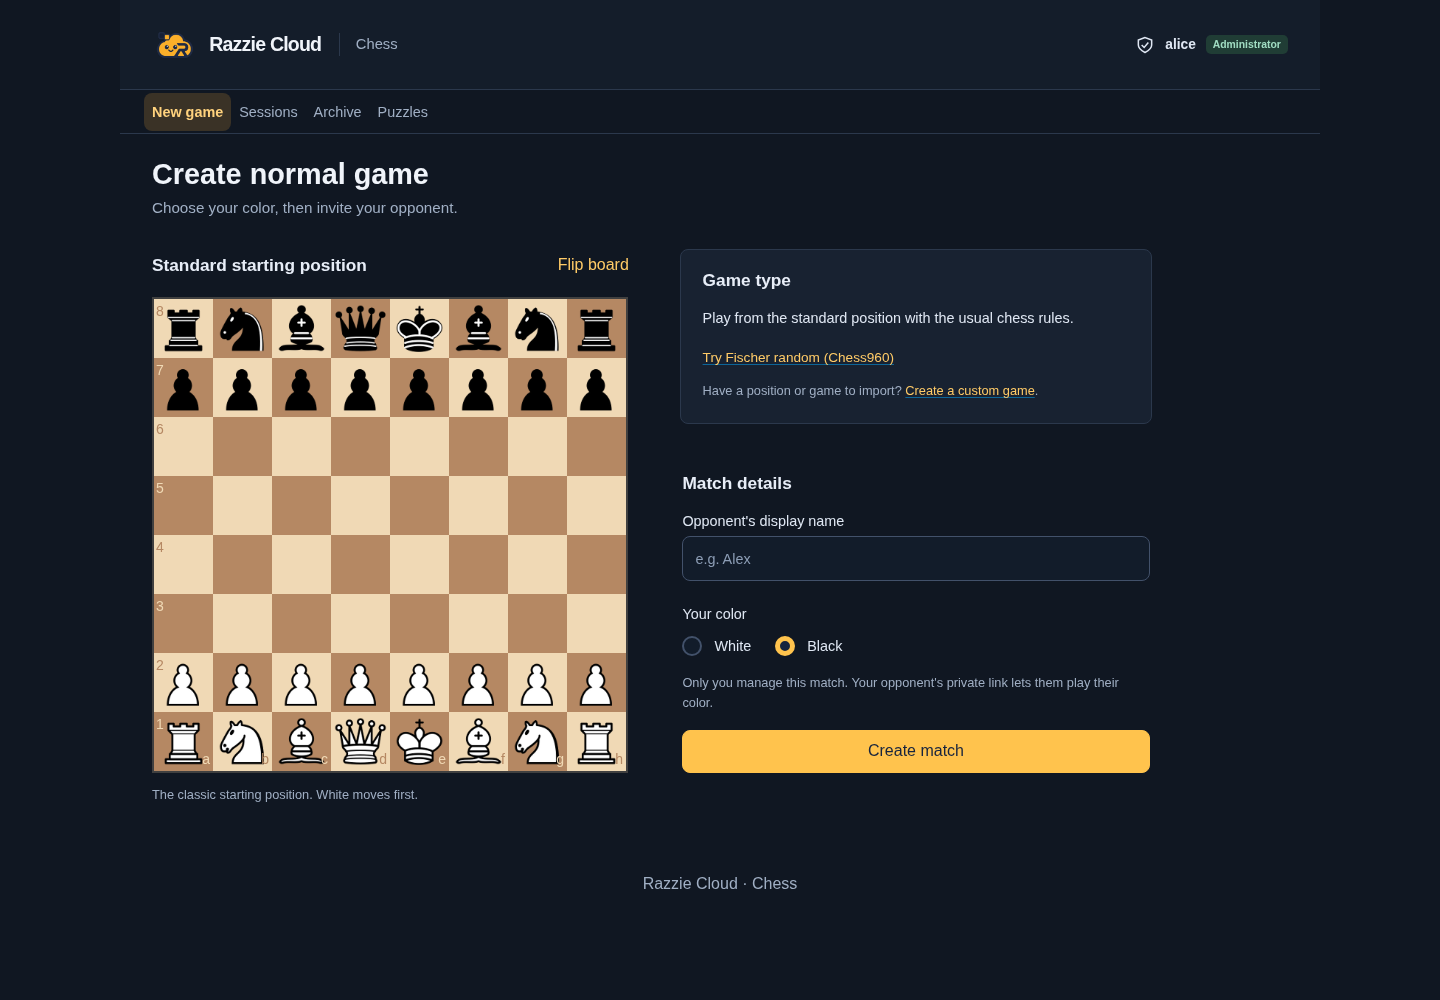 Razzie Cloud
Chess
alice
Administrator
New game
Sessions
Archive
Puzzles
Create normal game
Choose your color, then invite your opponent.
Standard starting position
Flip board
8
7
6
5
4
3
2
1
a
b
c
d
e
f
g
h
The classic starting position. White moves first.
Game type
Play from the standard position with the usual chess rules.
Try Fischer random (Chess960)
Have a position or game to import? Create a custom game.
Match details
Opponent's display name
e.g. Alex
Your color
White
Black
Only you manage this match. Your opponent's private link lets them play their
color.
Create match
Razzie Cloud · Chess